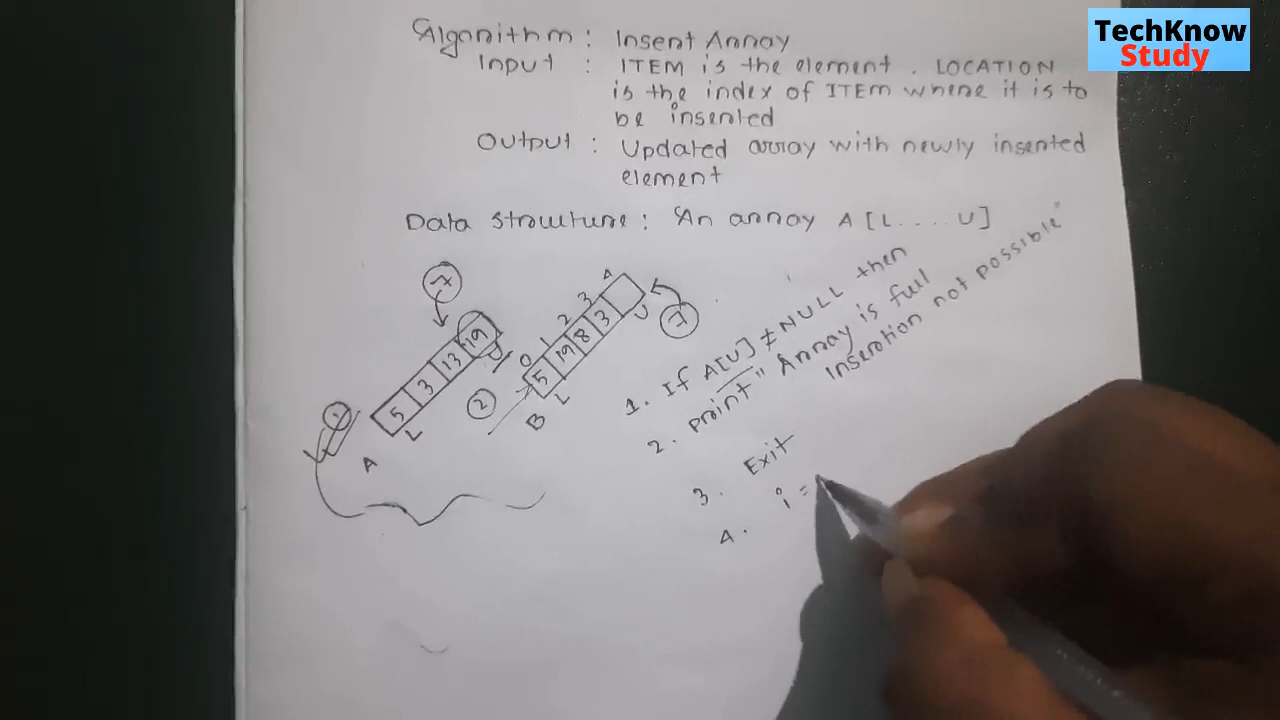 TechKnow
Study
Algorithm : Insert Array
Input : ITEM is the element. LOCATION
is the index of ITEM where it is to
be inserted
Output : Updated array with newly inserted
element
Data structure : An array A [L .... U]
7
5 3 13 19
L U
A
1
2
0 1 2 3 4
5 19 8 3
L U
B
7
1. If A[U] ≠ NULL then
2. print "Array is full
Insertion not possible"
3. Exit
4. i =